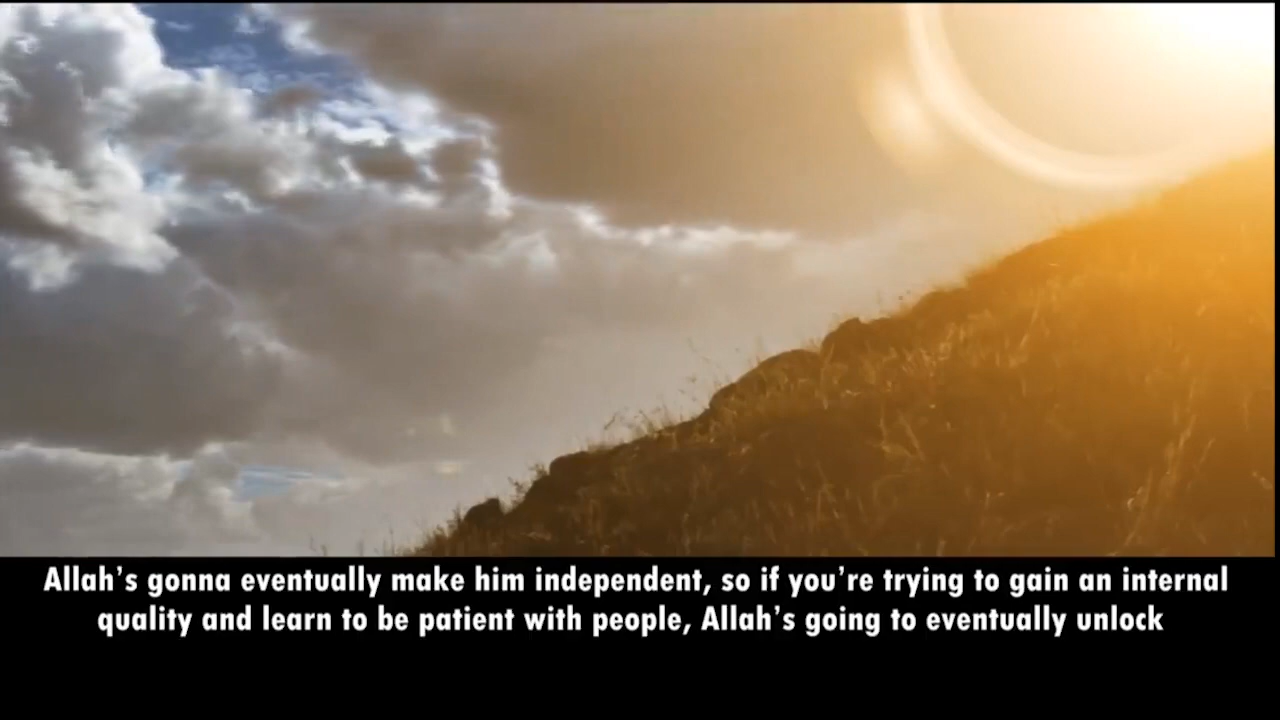 Allah’s gonna eventually make him independent, so if you’re trying to gain an internal
quality and learn to be patient with people, Allah’s going to eventually unlock